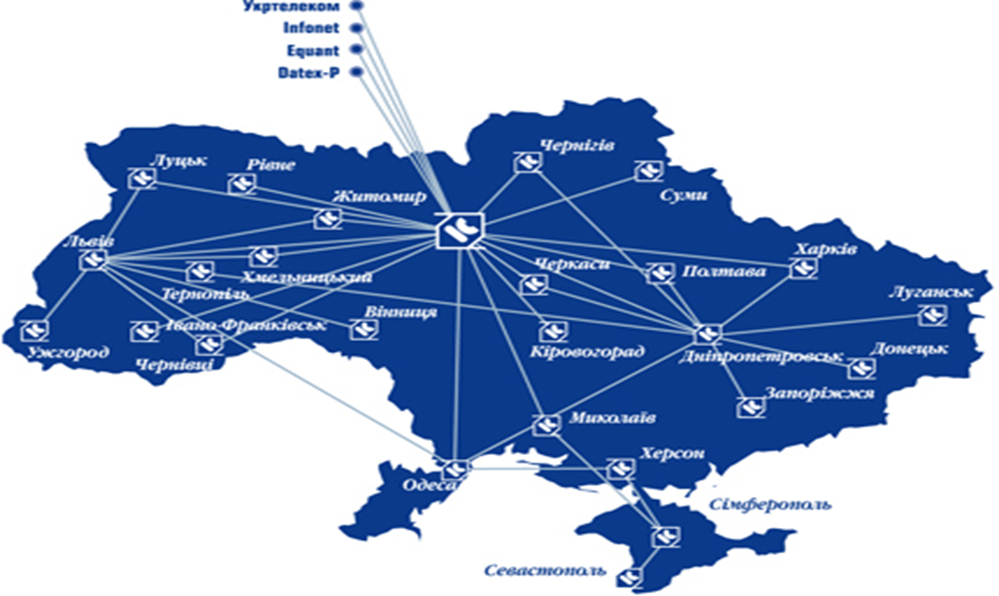 Укртелеком
Infonet
Equant
Datex-P
Чернігів
Луцьк
Рівне
Житомир
Суми
Львів
Харків
Черкаси
Полтава
Хмельницький
Тернопіль
Луганськ
Вінниця
Івано-Франківськ
Ужгород
Чернівці
Кіровоград
Дніпропетровськ
Донецьк
Запоріжжя
Миколаїв
Херсон
Одеса
Сімферополь
Севастополь